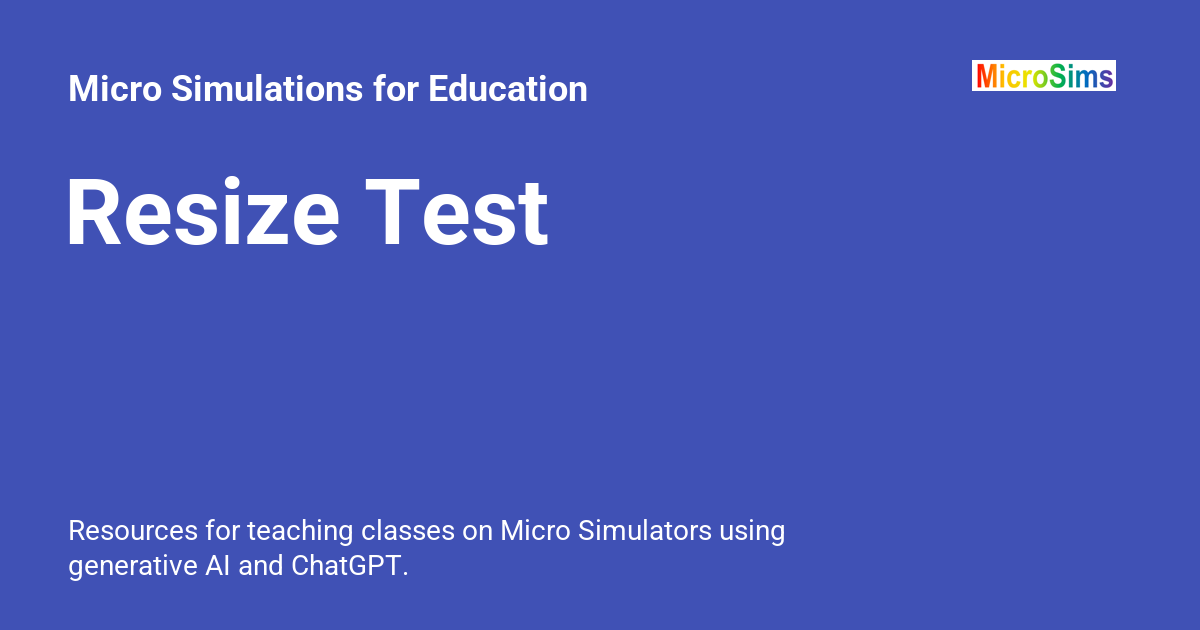 Micro Simulations for Education
MicroSims
Resize Test
Resources for teaching classes on Micro Simulators using
generative AI and ChatGPT.